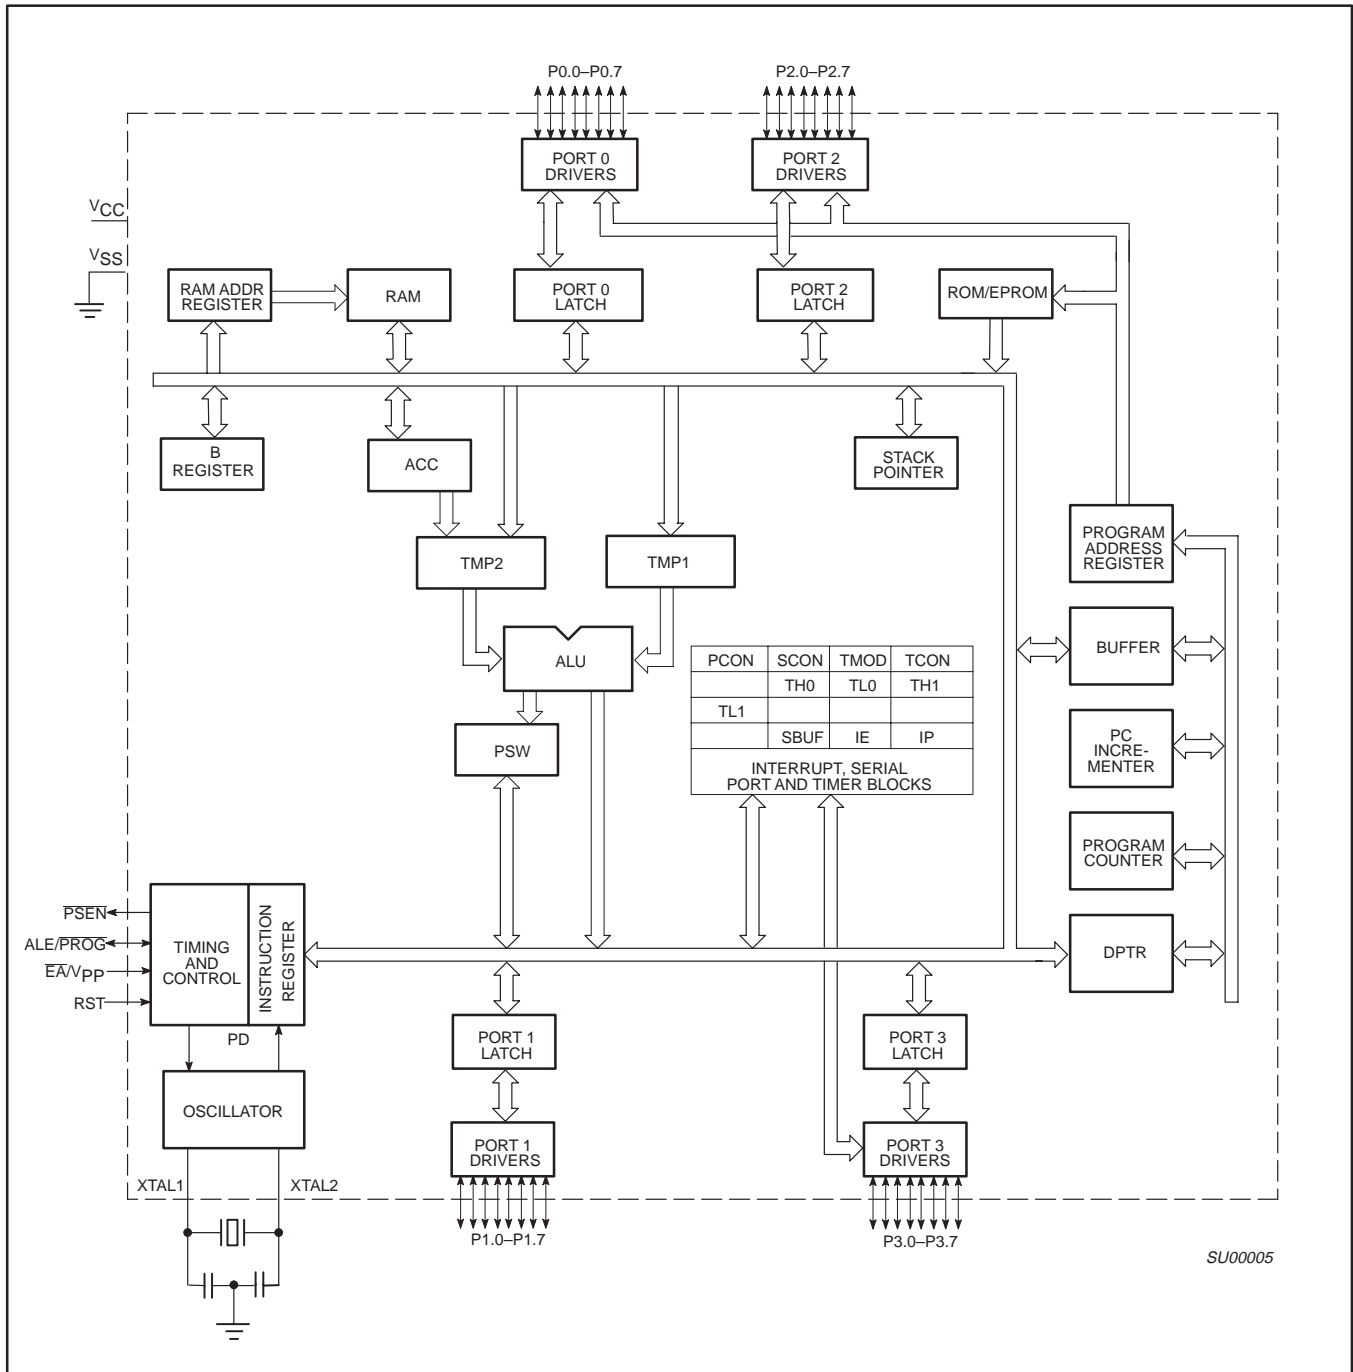 P0.0–P0.7
P2.0–P2.7
PORT 0
DRIVERS
PORT 2
DRIVERS
VCC
VSS
RAM ADDR
REGISTER
RAM
PORT 0
LATCH
PORT 2
LATCH
ROM/EPROM
B
REGISTER
ACC
STACK
POINTER
TMP2
TMP1
PROGRAM
ADDRESS
REGISTER
ALU
BUFFER
PCON SCON TMOD TCON
TH0 TL0 TH1
TL1
SBUF IE IP
INTERRUPT, SERIAL
PORT AND TIMER BLOCKS
PSW
PC
INCRE-
MENTER
PROGRAM
COUNTER
PSEN
ALE/PROG
EA/VPP
RST
TIMING
AND
CONTROL
INSTRUCTION
REGISTER
DPTR
PD
PORT 1
LATCH
PORT 3
LATCH
OSCILLATOR
PORT 1
DRIVERS
PORT 3
DRIVERS
XTAL1
XTAL2
P1.0–P1.7
P3.0–P3.7
SU00005